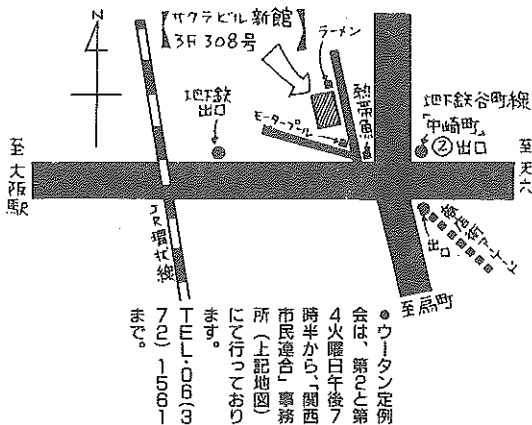 N
サクラビル新館
3F 308号
ラーメン
熱帯魚
モータープール
地下鉄
出口
地下鉄谷町線
「中崎町」
②出口
至大阪駅
至天六
JR環状線
出口
商店街アーケード
至扇町
●ウータン定例
会は、第2と第
4火曜日午後7
時半から、「関西
市民連合」事務
所(上記地図)
にて行っており
ます。
TEL・06(3
72)1561
まで。